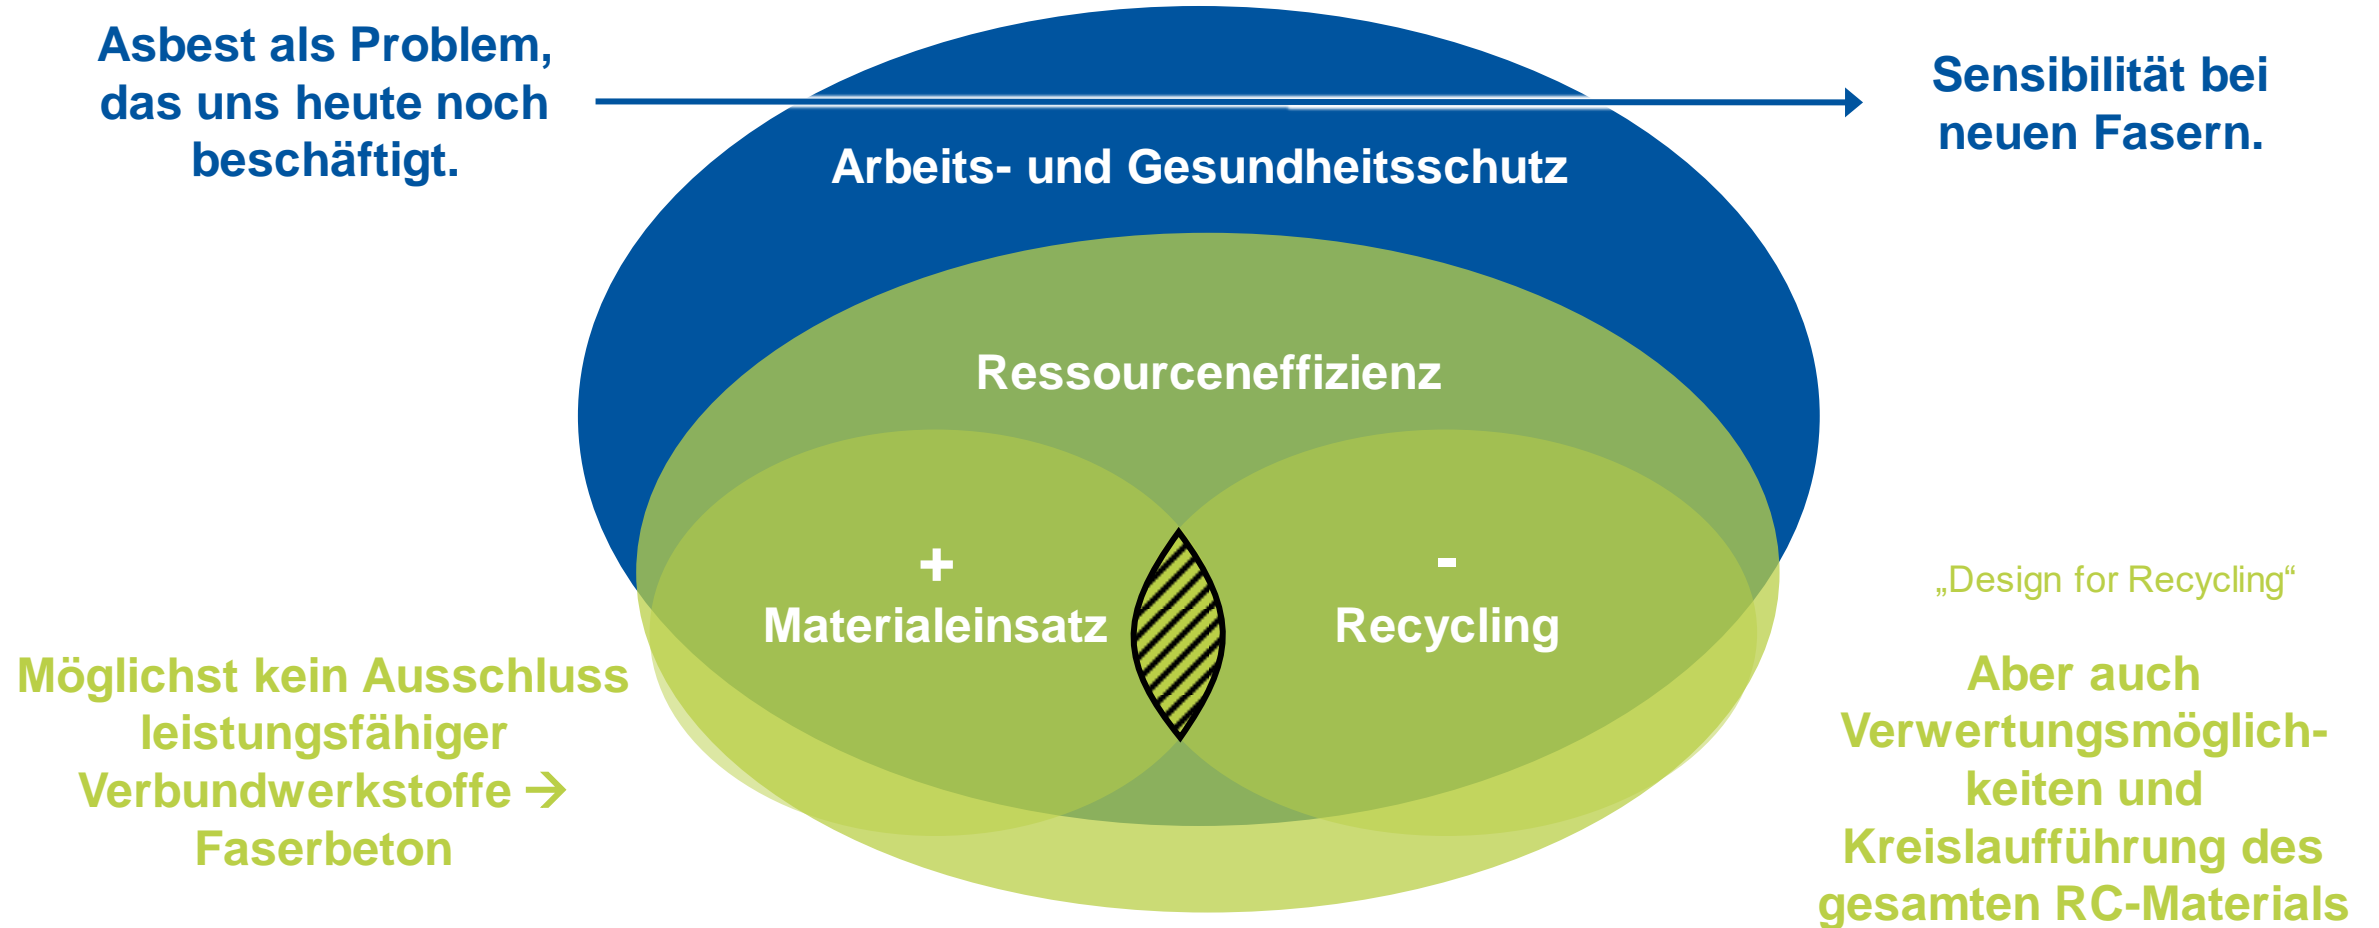 Asbest als Problem,
das uns heute noch
beschäftigt.
Sensibilität bei
neuen Fasern.
Arbeits- und Gesundheitsschutz
Ressourceneffizienz
+
Materialeinsatz
-
Recycling
Möglichst kein Ausschluss
leistungsfähiger
Verbundwerkstoffe →
Faserbeton
„Design for Recycling“
Aber auch
Verwertungsmöglich-
keiten und
Kreislaufführung des
gesamten RC-Materials